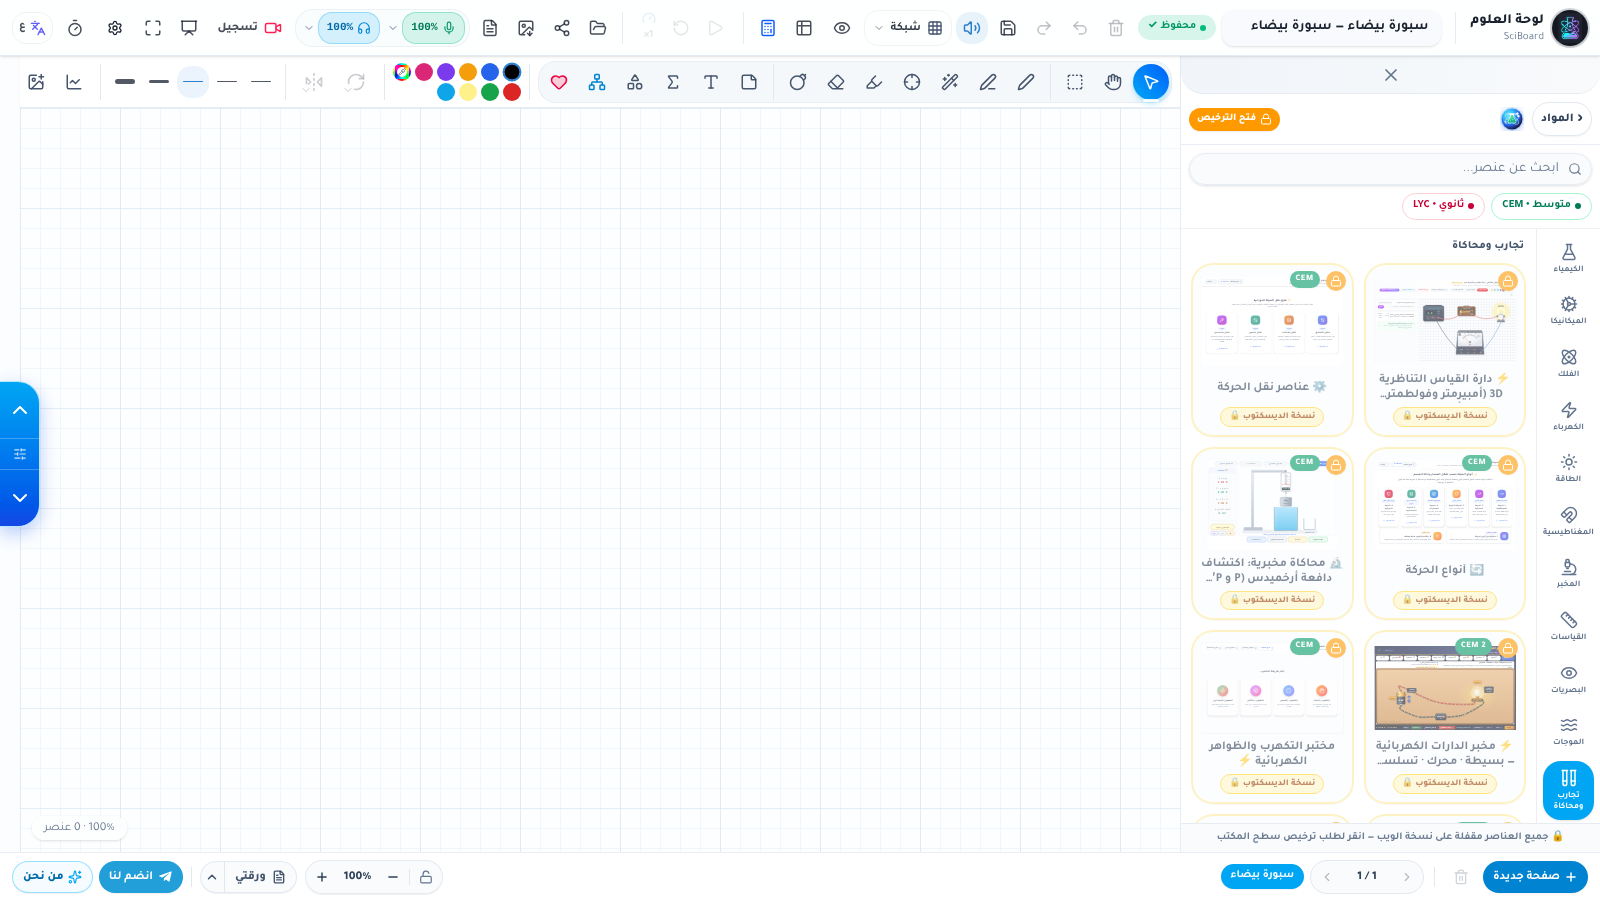 لوحة العلوم
SciBoard
سبورة بيضاء – سبورة بيضاء
محفوظ ✓
شبكة
x1
100%
100%
تسجيل
ع
‹ المواد
فتح الترخيص
ابحث عن عنصر...
متوسط • CEM
ثانوي • LYC
تجارب ومحاكاة
الكيمياء
الميكانيكا
الفلك
الكهرباء
الطاقة
المغناطيسية
المخبر
القياسات
البصريات
الموجات
تجارب ومحاكاة
⚡ دارة القياس التناظرية
3D (أمبيرمتر وفولطمتر...
نسخة الديسكتوب 🔒
CEM
⚙️ عناصر نقل الحركة
نسخة الديسكتوب 🔒
CEM
🔄 أنواع الحركة
نسخة الديسكتوب 🔒
CEM
🔬 محاكاة مخبرية: اكتشاف
دافعة أرخميدس (P و P'...
نسخة الديسكتوب 🔒
CEM 2
⚡ مخبر الدارات الكهربائية
– بسيطة · محرك · تسلسـ...
نسخة الديسكتوب 🔒
CEM
مختبر التكهرب والظواهر
الكهربائية ⚡
نسخة الديسكتوب 🔒
🔒 جميع العناصر مقفلة على نسخة الويب – انقر لطلب ترخيص سطح المكتب
100% · 0 عنصر
+ صفحة جديدة
1 / 1
سبورة بيضاء
100%
ورقتي
انضم لنا
من نحن